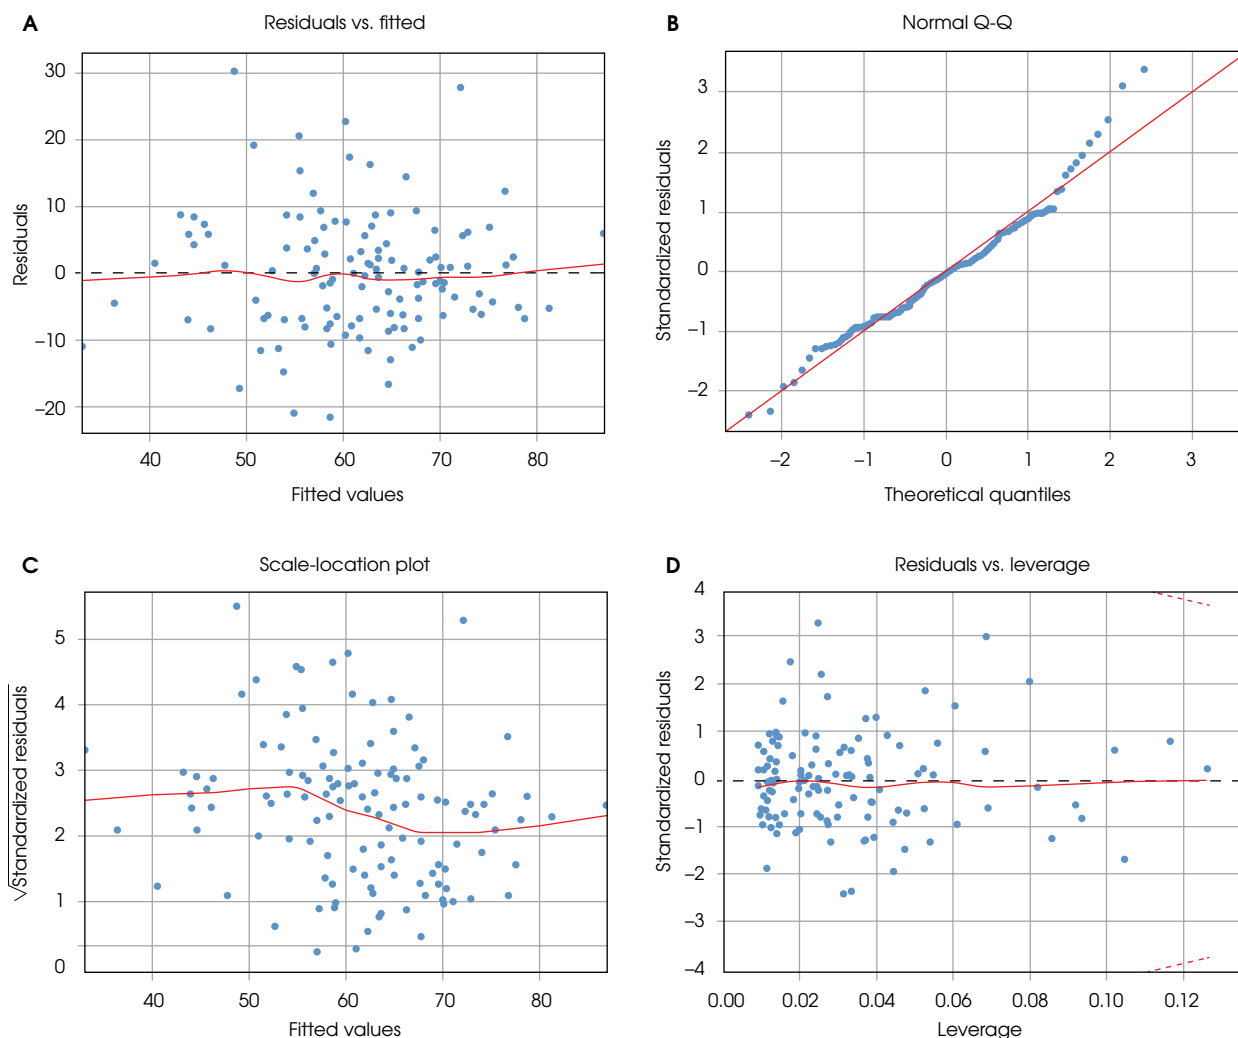 A
Residuals vs. fitted
30
20
10
0
–10
–20
Residuals
40 50 60 70 80
Fitted values
B
Normal Q-Q
3
2
1
0
–1
–2
Standardized residuals
–2 –1 0 1 2 3
Theoretical quantiles
C
Scale-location plot
5
4
3
2
1
0
√Standardized residuals
40 50 60 70 80
Fitted values
D
Residuals vs. leverage
4
3
2
1
0
–1
–2
–3
–4
Standardized residuals
0.00 0.02 0.04 0.06 0.08 0.10 0.12
Leverage